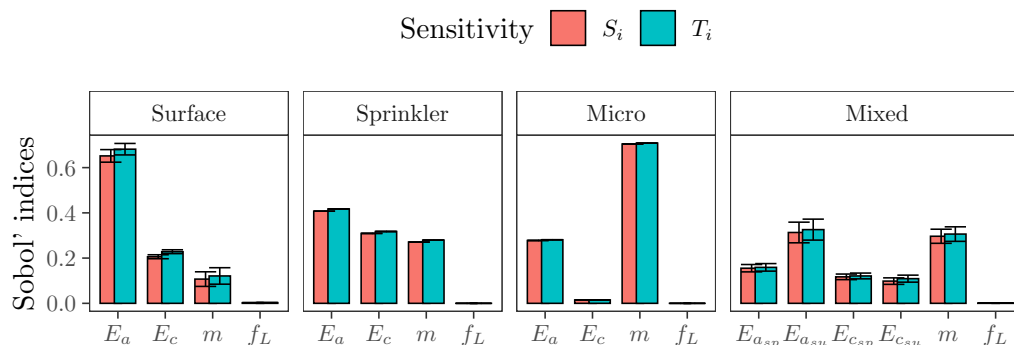 Sensitivity S_i T_i
Surface Sprinkler Micro Mixed
Sobol' indices
0.6
0.4
0.2
0.0
E_a E_c m f_L E_a E_c m f_L E_a E_c m f_L E_{a_{sp}} E_{a_{su}} E_{c_{sp}} E_{c_{su}} m f_L